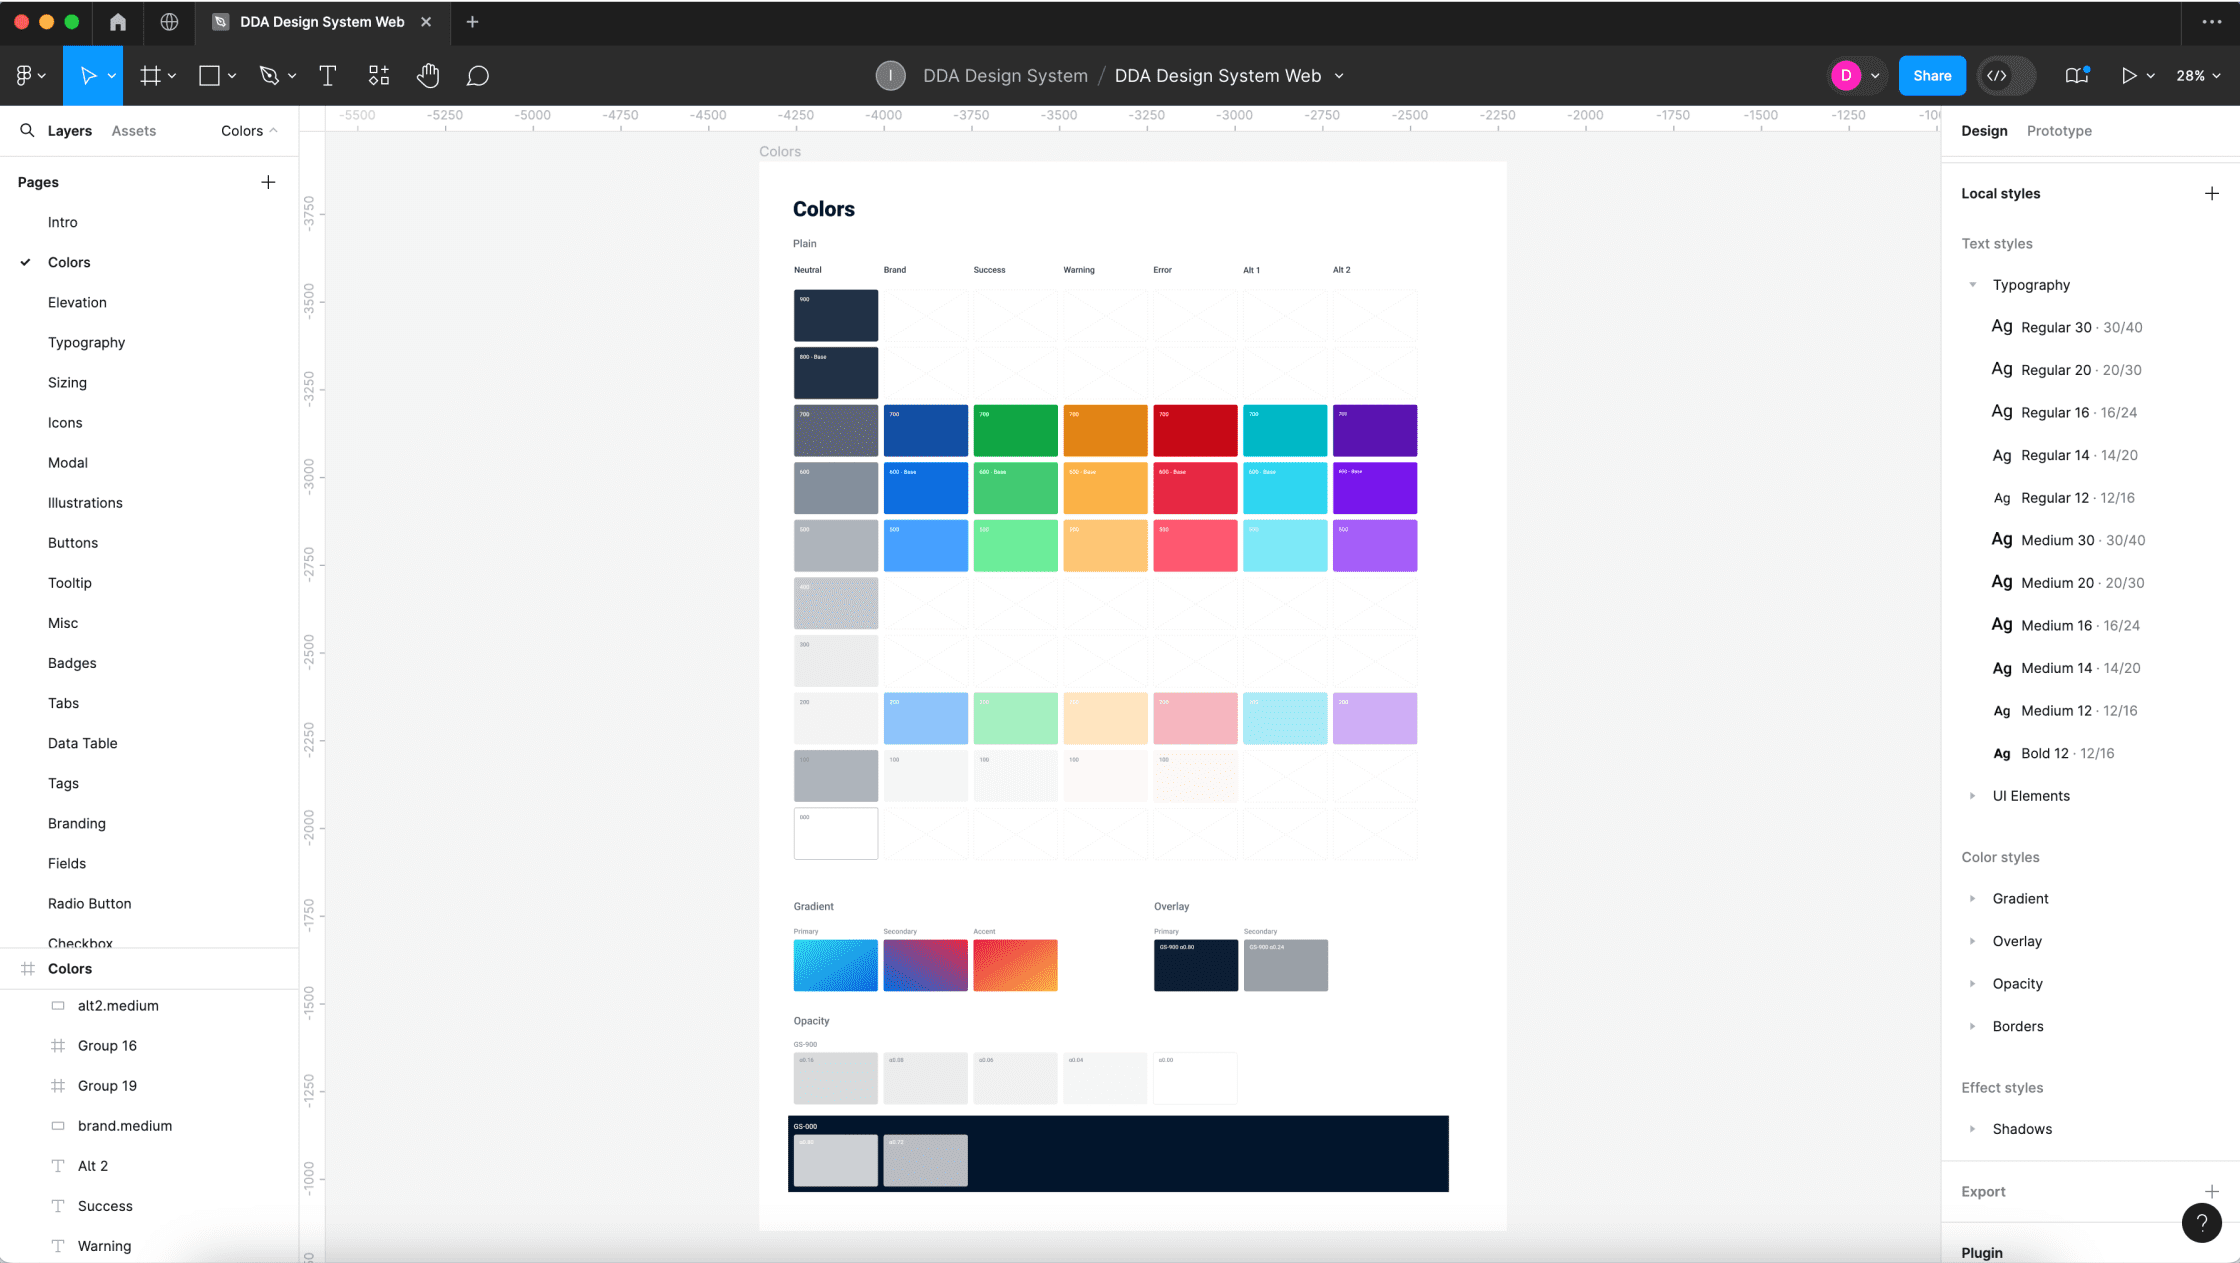 DDA Design System Web
DDA Design System / DDA Design System Web
D
Share
28%
Layers
Assets
Colors
-5500 -5250 -5000 -4750 -4500 -4250 -4000 -3750 -3500 -3250 -3000 -2750 -2500 -2250 -2000 -1750 -1500 -1250
Design
Prototype
Pages
Intro
Colors
Elevation
Typography
Sizing
Icons
Modal
Illustrations
Buttons
Tooltip
Misc
Badges
Tabs
Data Table
Tags
Branding
Fields
Radio Button
Checkbox
Colors
alt2.medium
Group 16
Group 19
brand.medium
Alt 2
Success
Warning
-3750
-3500
-3250
-3000
-2750
-2500
-2250
-2000
-1750
-1500
-1250
-1000
Colors
Colors
Plain
Neutral Brand Success Warning Error Alt 1 Alt 2
900
800 - Base
700 700 700 700 700 700 700
600 600 - Base 600 - Base 600 - Base 600 - Base 600 - Base 600 - Base
500 500 500 500 500 500 500
400
300
200 200 200
100 100 100 100
000
Gradient
Overlay
Primary Secondary Accent
Primary Secondary
GS-900 α0.80 GS-900 α0.24
Opacity
GS-900
α0.16 α0.08 α0.06 α0.04 α0.00
GS-000
α0.72
Local styles
Text styles
Typography
Ag Regular 30 · 30/40
Ag Regular 20 · 20/30
Ag Regular 16 · 16/24
Ag Regular 14 · 14/20
Ag Regular 12 · 12/16
Ag Medium 30 · 30/40
Ag Medium 20 · 20/30
Ag Medium 16 · 16/24
Ag Medium 14 · 14/20
Ag Medium 12 · 12/16
Ag Bold 12 · 12/16
UI Elements
Color styles
Gradient
Overlay
Opacity
Borders
Effect styles
Shadows
Export
?
Plugin